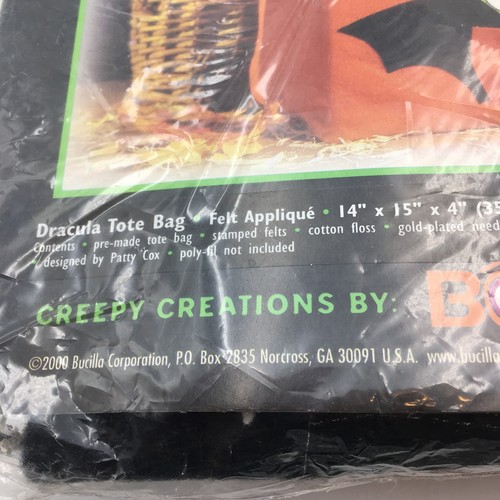 Dracula Tote Bag • Felt Appliqué • 14" x 15" x 4" (35
Contents • pre-made tote bag • stamped felts • cotton floss • gold-plated need
• designed by Patty Cox • poly-fil not included
CREEPY CREATIONS BY:
©2000 Bucilla Corporation, P.O. Box 2835 Norcross, GA 30091 U.S.A. www.bucilla